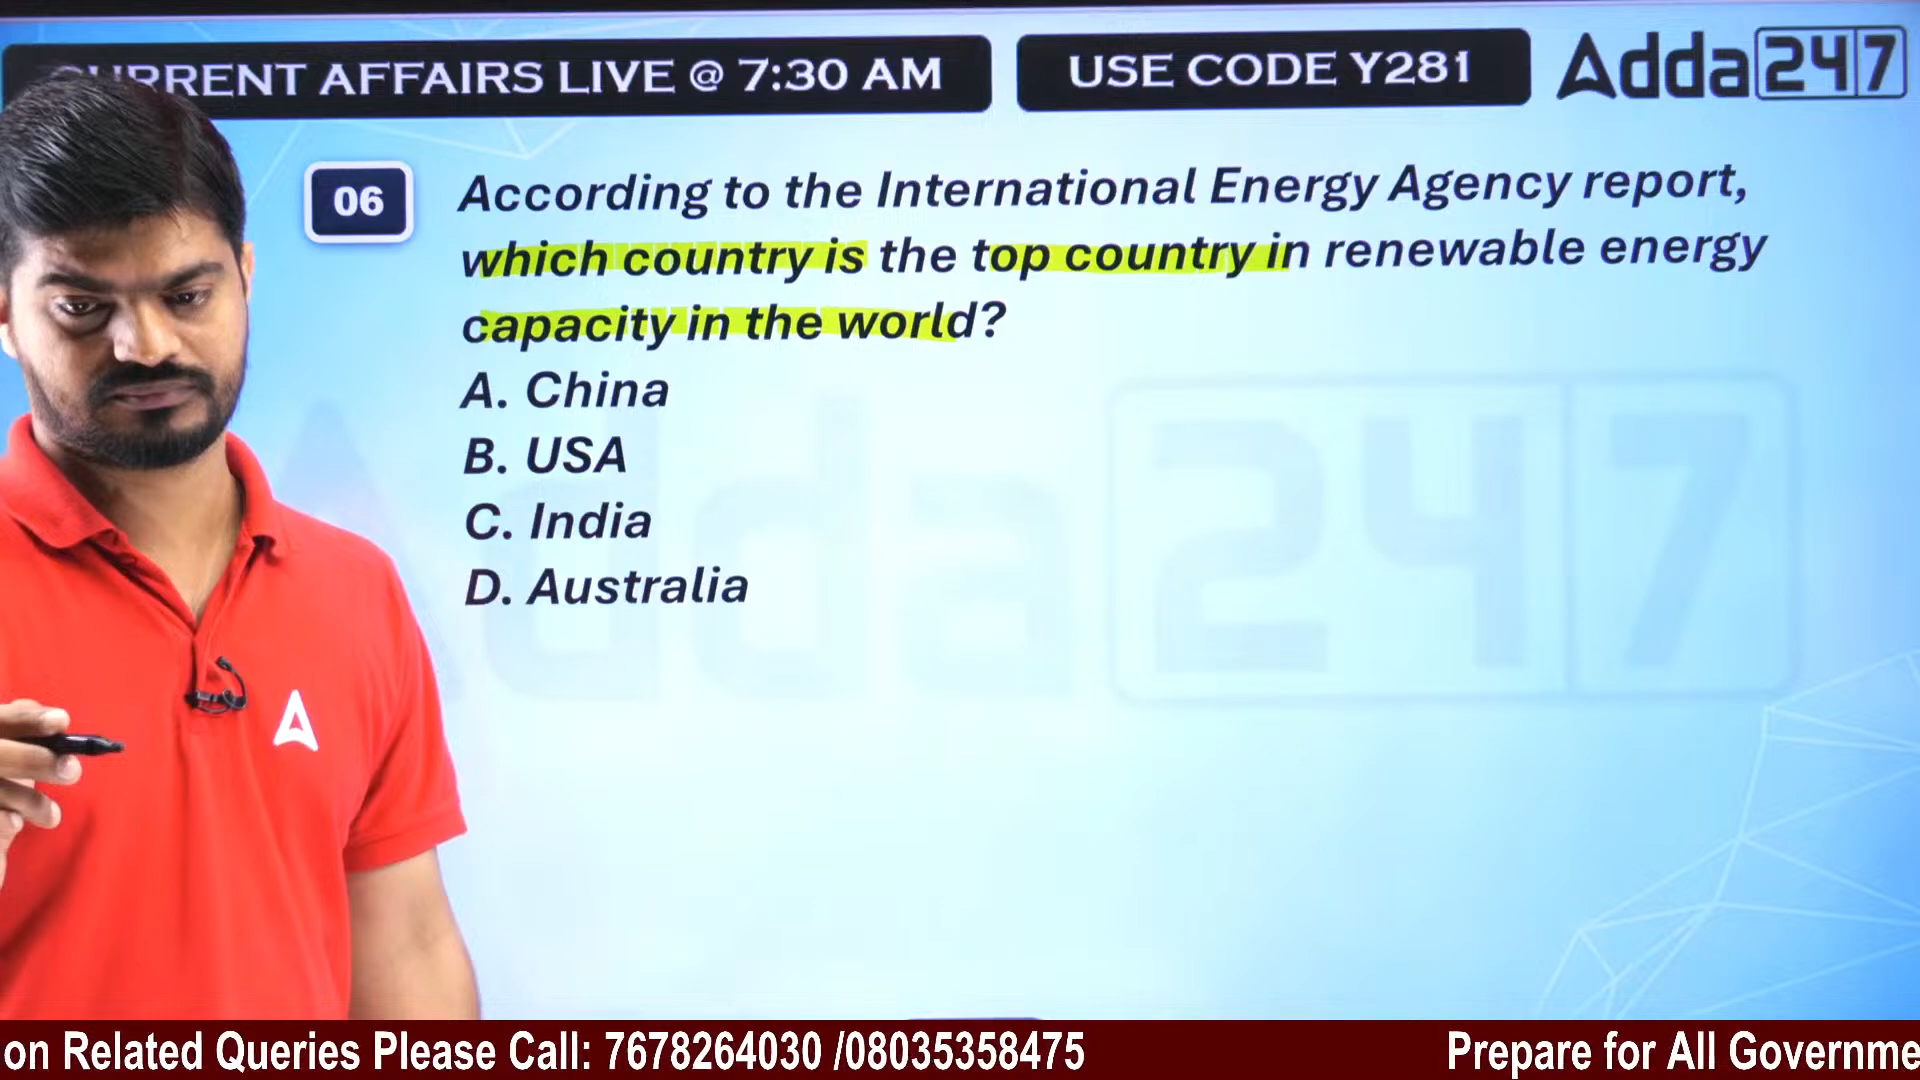 CURRENT AFFAIRS LIVE @ 7:30 AM
USE CODE Y281
Adda247
06
According to the International Energy Agency report,
which country is the top country in renewable energy
capacity in the world?
A. China
B. USA
C. India
D. Australia
Adda247
on Related Queries Please Call: 7678264030 /08035358475
Prepare for All Governme